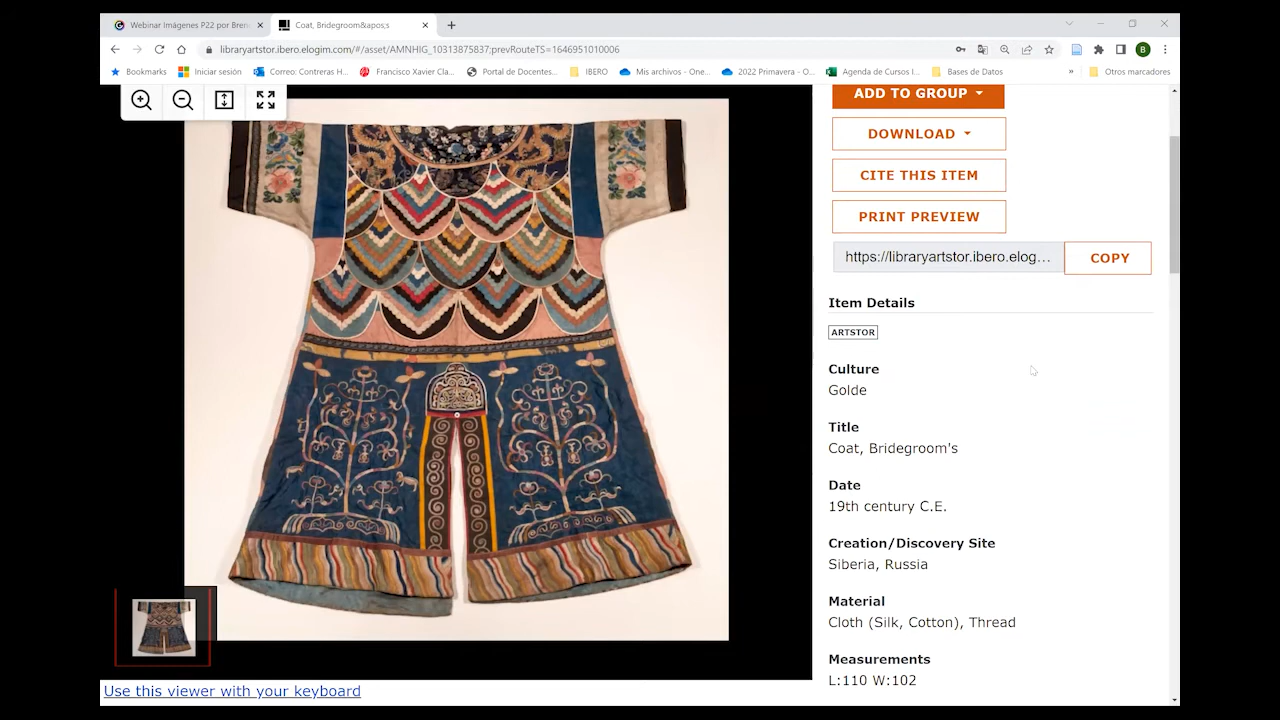 Webinar Imágenes P22 por Bren
Coat, Bridegroom&apos;s
libraryartstor.ibero.elogim.com/#/asset/AMNHIG_10313875837;prevRouteTS=1646951010006
B
Bookmarks
Iniciar sesión
Correo: Contreras H...
Francisco Xavier Cla...
Portal de Docentes...
IBERO
Mis archivos - One...
2022 Primavera - O...
Agenda de Cursos I...
Bases de Datos
»
Otros marcadores
ADD TO GROUP
DOWNLOAD
CITE THIS ITEM
PRINT PREVIEW
https://libraryartstor.ibero.elog...
COPY
Item Details
ARTSTOR
Culture
Golde
Title
Coat, Bridegroom's
Date
19th century C.E.
Creation/Discovery Site
Siberia, Russia
Material
Cloth (Silk, Cotton), Thread
Measurements
L:110 W:102
Use this viewer with your keyboard